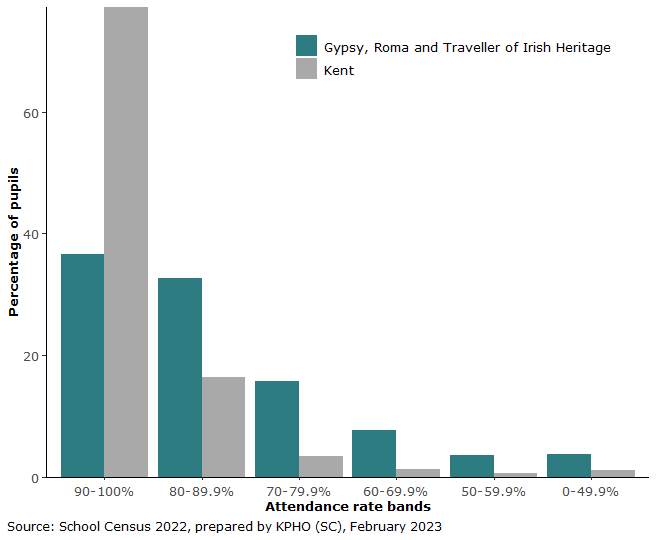 Gypsy, Roma and Traveller of Irish Heritage
Kent
Percentage of pupils
60
40
20
0
90-100%
80-89.9%
70-79.9%
60-69.9%
50-59.9%
0-49.9%
Attendance rate bands
Source: School Census 2022, prepared by KPHO (SC), February 2023